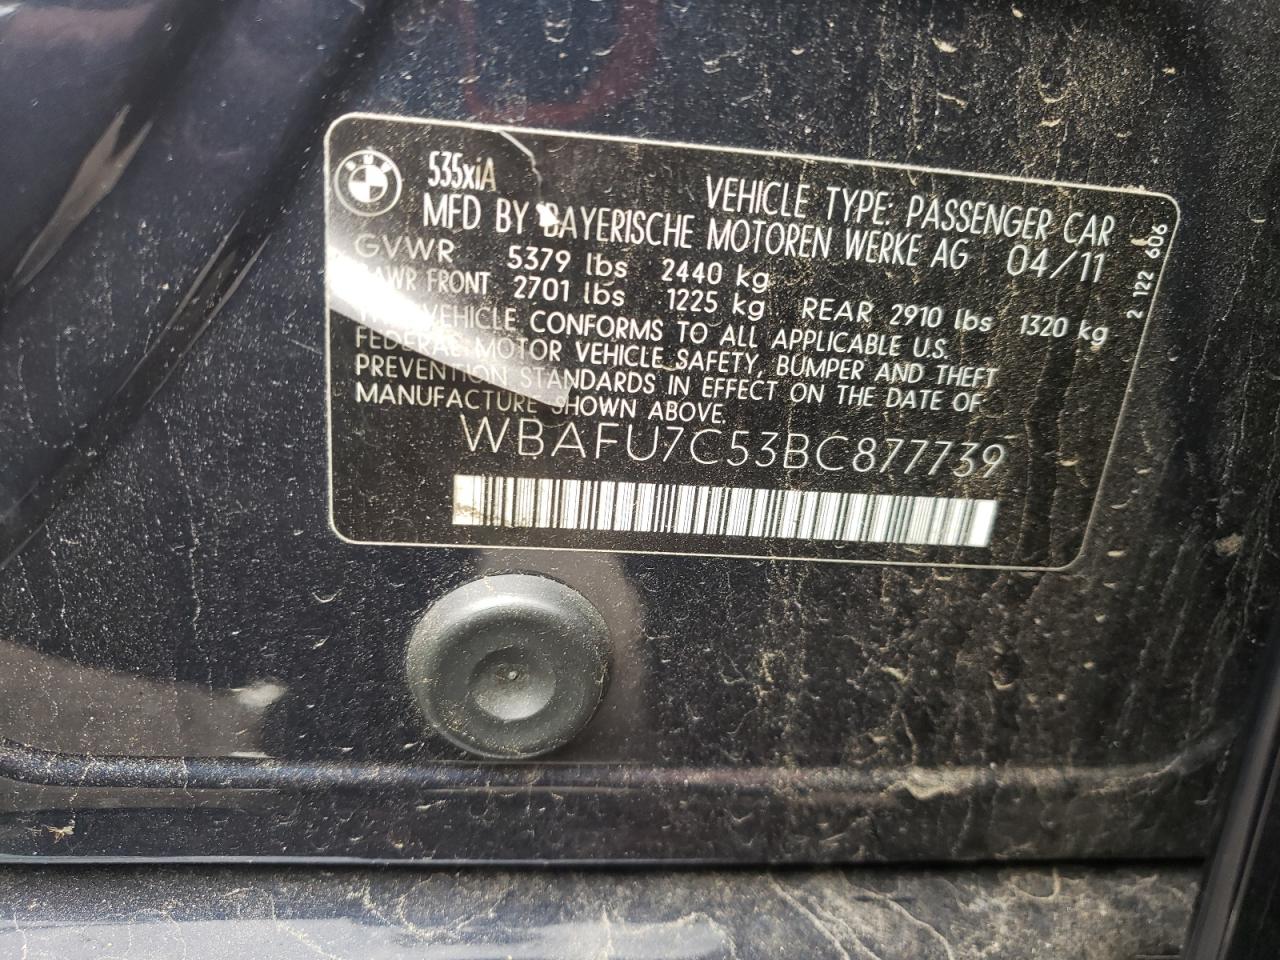 535xiA
VEHICLE TYPE: PASSENGER CAR
MFD BY BAYERISCHE MOTOREN WERKE AG 04/11
GVWR 5379 lbs 2440 kg
GAWR FRONT 2701 lbs 1225 kg REAR 2910 lbs 1320 kg
THIS VEHICLE CONFORMS TO ALL APPLICABLE U.S.
FEDERAL MOTOR VEHICLE SAFETY, BUMPER AND THEFT
PREVENTION STANDARDS IN EFFECT ON THE DATE OF
MANUFACTURE SHOWN ABOVE.
WBAFU7C53BC877739
2 122 606